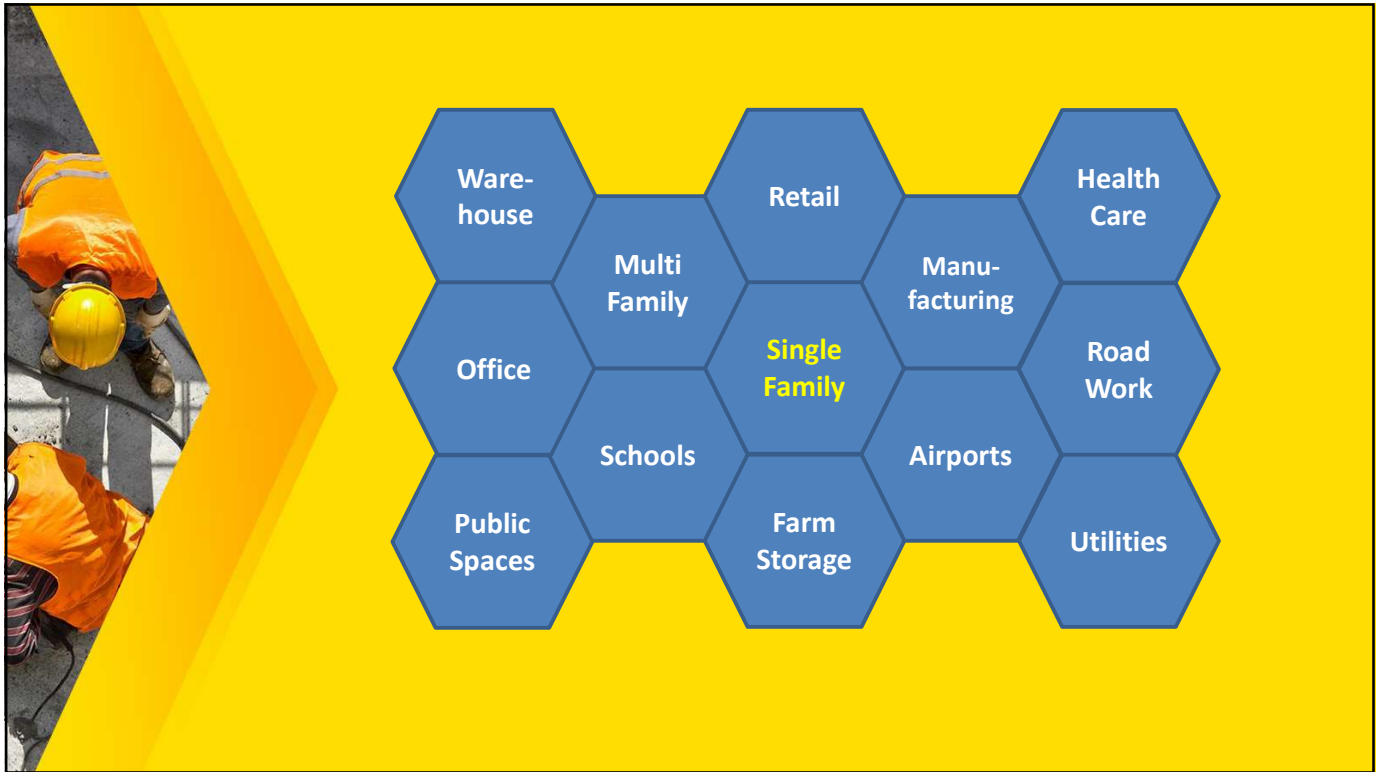 Ware-
house
Retail
Health
Care
Multi
Family
Manu-
facturing
Office
Single
Family
Road
Work
Schools
Airports
Public
Spaces
Farm
Storage
Utilities